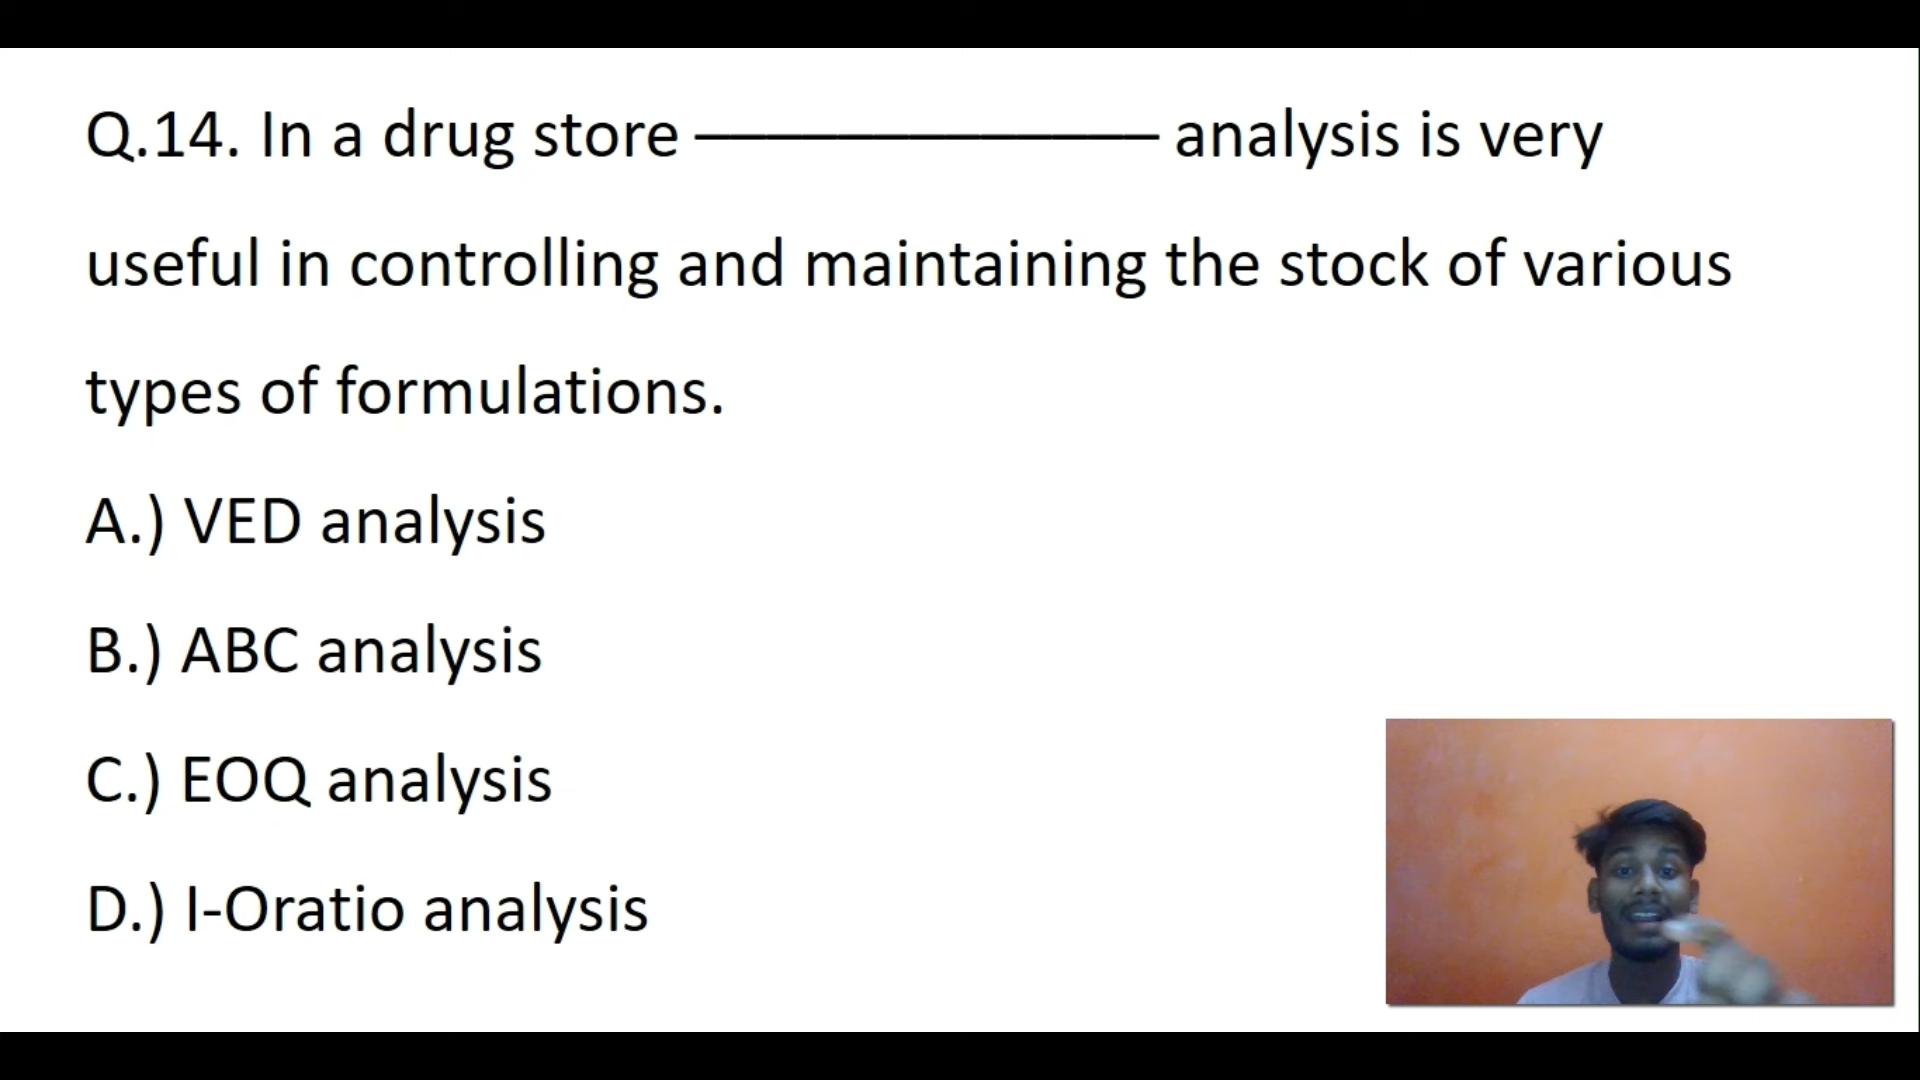 Q.14. In a drug store ————————— analysis is very
useful in controlling and maintaining the stock of various
types of formulations.
A.) VED analysis
B.) ABC analysis
C.) EOQ analysis
D.) I-Oratio analysis